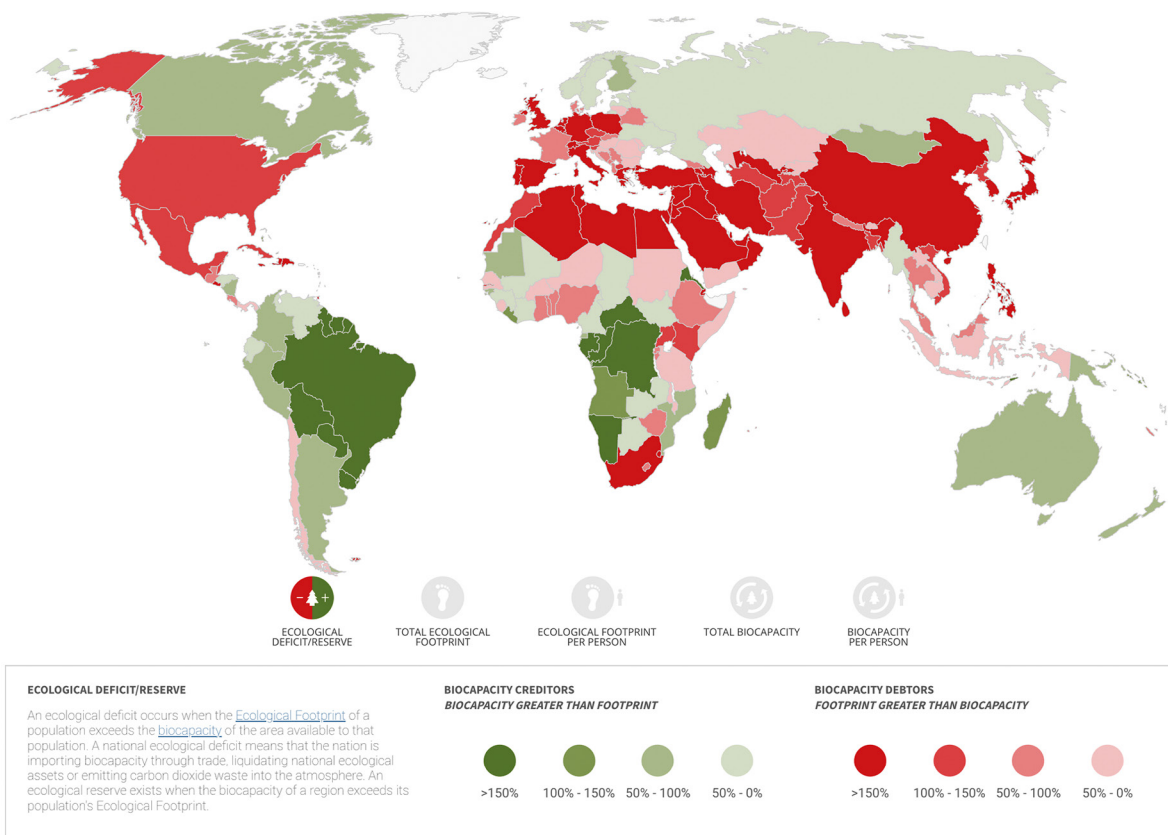 ECOLOGICAL
DEFICIT/RESERVE
TOTAL ECOLOGICAL
FOOTPRINT
ECOLOGICAL FOOTPRINT
PER PERSON
TOTAL BIOCAPACITY
BIOCAPACITY
PER PERSON
ECOLOGICAL DEFICIT/RESERVE
An ecological deficit occurs when the Ecological Footprint of a
population exceeds the biocapacity of the area available to that
population. A national ecological deficit means that the nation is
importing biocapacity through trade, liquidating national ecological
assets or emitting carbon dioxide waste into the atmosphere. An
ecological reserve exists when the biocapacity of a region exceeds its
population's Ecological Footprint.
BIOCAPACITY CREDITORS
BIOCAPACITY GREATER THAN FOOTPRINT
>150%
100% - 150%
50% - 100%
50% - 0%
BIOCAPACITY DEBTORS
FOOTPRINT GREATER THAN BIOCAPACITY
>150%
100% - 150%
50% - 100%
50% - 0%